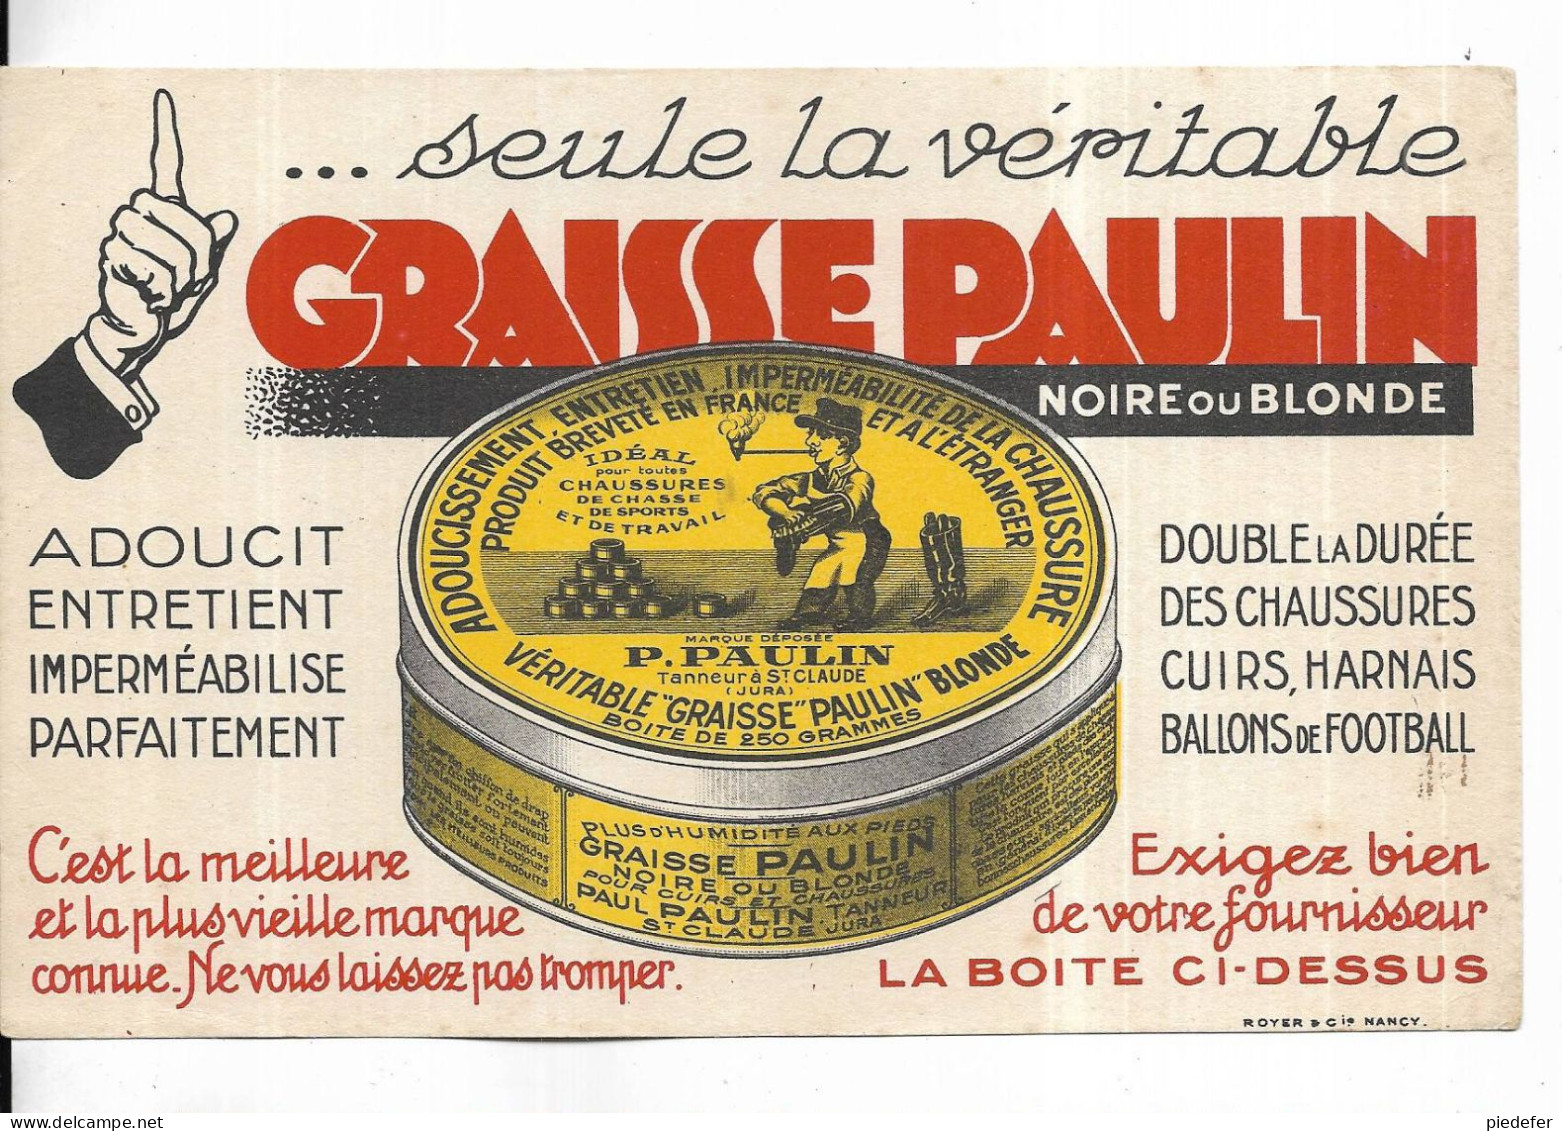 ... seule la véritable
GRAISSE PAULIN
NOIRE OU BLONDE
ADOUCISSEMENT, ENTRETIEN, IMPERMÉABILITÉ DE LA CHAUSSURE
PRODUIT BREVETÉ EN FRANCE ET A L'ÉTRANGER
IDÉAL
pour toutes
CHAUSSURES
DE CHASSE
DE SPORTS
ET DE TRAVAIL
MARQUE DÉPOSÉE
P. PAULIN
Tanneur à St CLAUDE
(JURA)
VÉRITABLE "GRAISSE" PAULIN" BLONDE
BOITE DE 250 GRAMMES
ADOUCIT
ENTRETIENT
IMPERMÉABILISE
PARFAITEMENT
DOUBLE LA DURÉE
DES CHAUSSURES
CUIRS, HARNAIS
BALLONS DE FOOTBALL
PLUS D'HUMIDITÉ AUX PIEDS
GRAISSE PAULIN
NOIRE OU BLONDE
POUR CUIRS ET CHAUSSURES
PAUL PAULIN TANNEUR
St CLAUDE JURA
C'est la meilleure
et la plus vieille marque
connue. Ne vous laissez pas tromper.
Exigez bien
de votre fournisseur
LA BOITE CI-DESSUS
ROYER & Cie NANCY.
piedefer